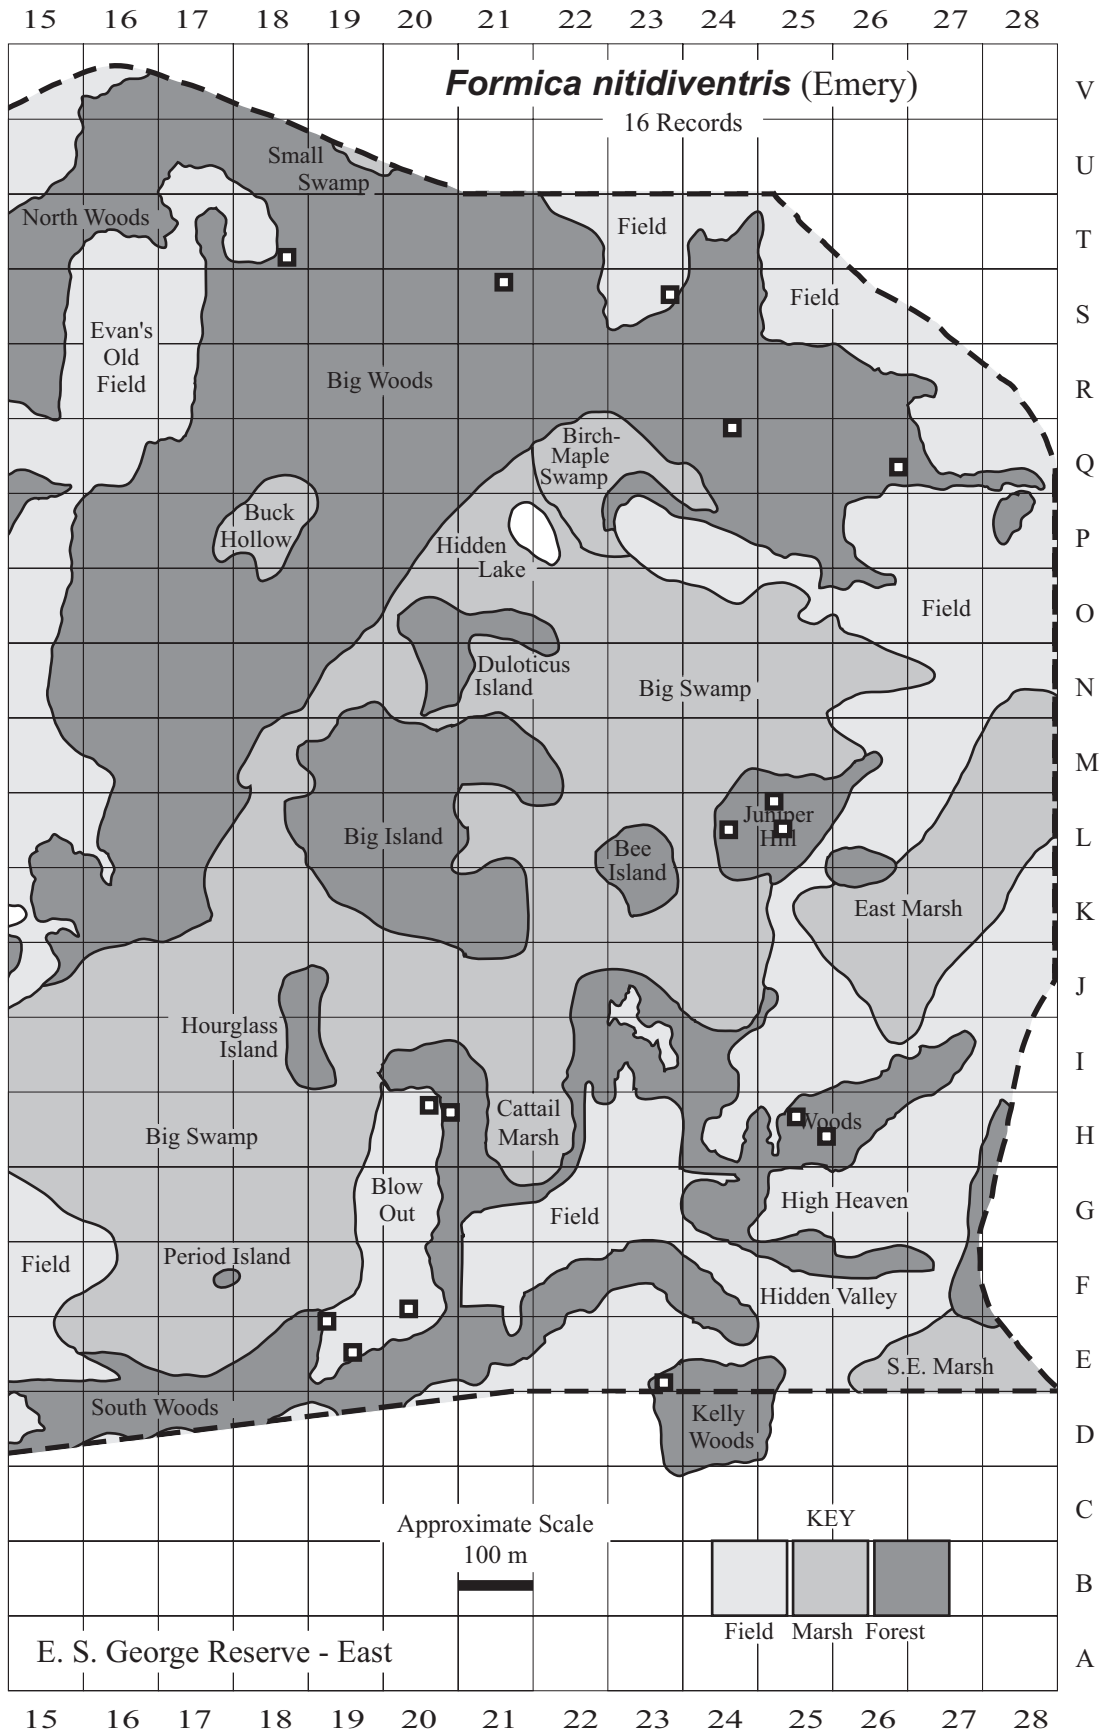 15 16 17 18 19 20 21 22 23 24 25 26 27 28
Formica nitidiventris (Emery)
16 Records
V
U
T
S
R
Q
P
O
N
M
L
K
J
I
H
G
F
E
D
C
B
A
Small
Swamp
North Woods
Field
Field
Evan's
Old
Field
Big Woods
Birch-
Maple
Swamp
Buck
Hollow
Hidden
Lake
Field
Duloticus
Island
Big Swamp
Big Island
Juniper
Hill
Bee
Island
East Marsh
Hourglass
Island
Big Swamp
Cattail
Marsh
Woods
Blow
Out
High Heaven
Field
Field
Period Island
Hidden Valley
S.E. Marsh
South Woods
Kelly
Woods
Approximate Scale
100 m
KEY
Field Marsh Forest
E. S. George Reserve - East
15 16 17 18 19 20 21 22 23 24 25 26 27 28